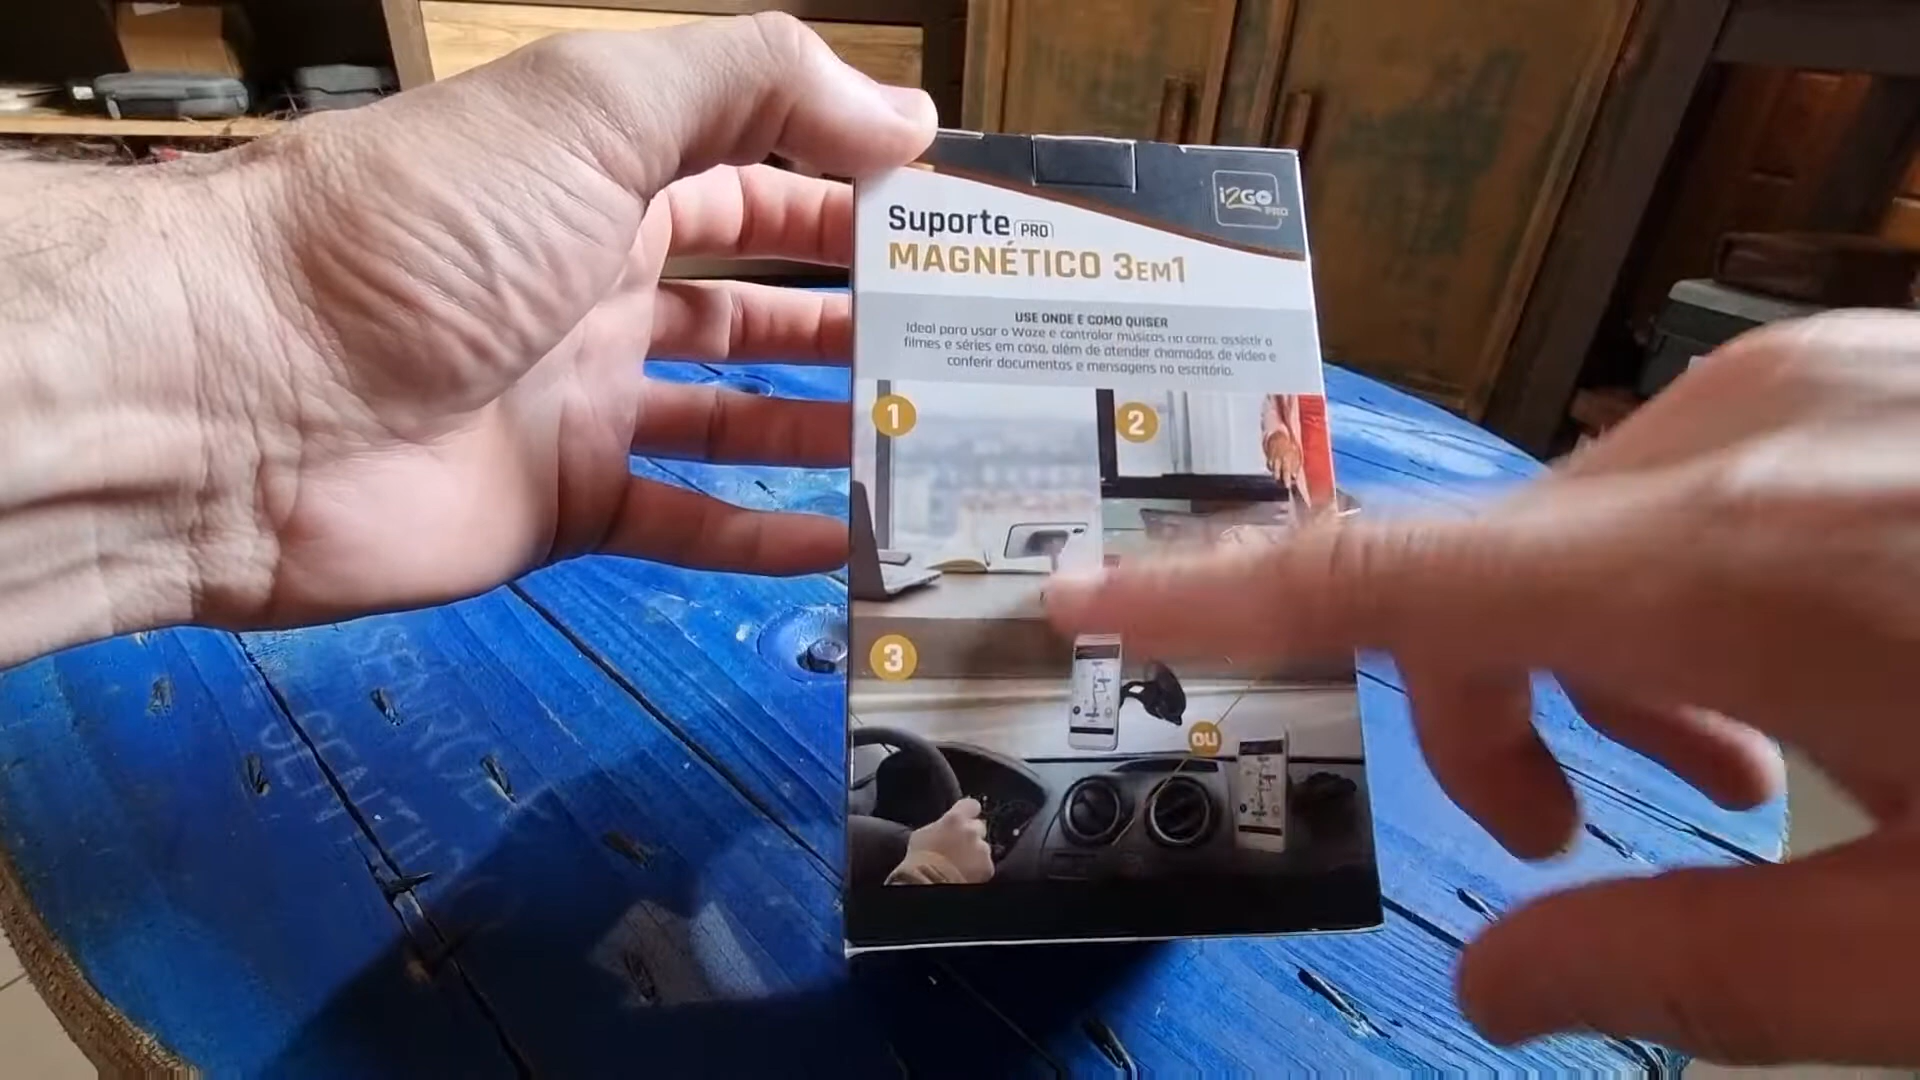 i2GO PRO
Suporte PRO
MAGNÉTICO 3EM1
USE ONDE E COMO QUISER
Ideal para usar o Waze e controlar músicas no carro, assistir a
filmes e séries em casa, além de atender chamadas de vídeo e
conferir documentos e mensagens no escritório.
1
2
3
OU